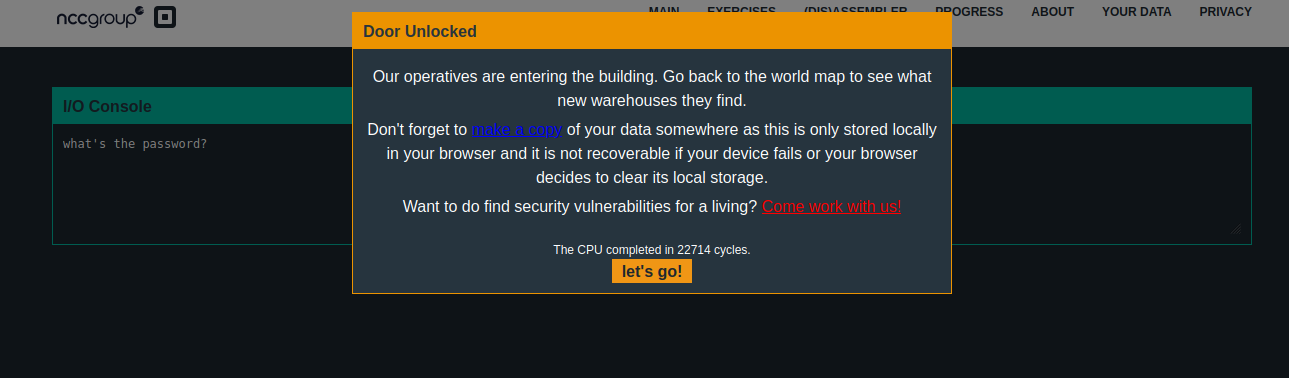 nccgroup
MAIN EXERCISES (DIS)ASSEMBLER PROGRESS ABOUT YOUR DATA PRIVACY
Door Unlocked
Our operatives are entering the building. Go back to the world map to see what
new warehouses they find.
Don't forget to make a copy of your data somewhere as this is only stored locally
in your browser and it is not recoverable if your device fails or your browser
decides to clear its local storage.
Want to do find security vulnerabilities for a living? Come work with us!
The CPU completed in 22714 cycles.
let's go!
I/O Console
what's the password?